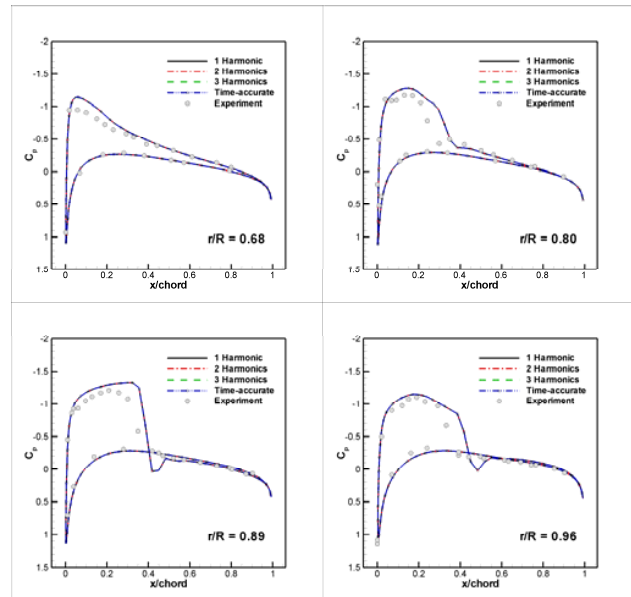 -2
-1.5
-1
-0.5
0
0.5
1
1.5
Cp
1 Harmonic
2 Harmonics
3 Harmonics
Time-accurate
Experiment
r/R = 0.68
0 0.2 0.4 0.6 0.8 1
x/chord
-2
-1.5
-1
-0.5
0
0.5
1
1.5
Cp
1 Harmonic
2 Harmonics
3 Harmonics
Time-accurate
Experiment
r/R = 0.80
0 0.2 0.4 0.6 0.8 1
x/chord
-2
-1.5
-1
-0.5
0
0.5
1
1.5
Cp
1 Harmonic
2 Harmonics
3 Harmonics
Time-accurate
Experiment
r/R = 0.89
0 0.2 0.4 0.6 0.8 1
x/chord
-2
-1.5
-1
-0.5
0
0.5
1
1.5
Cp
1 Harmonic
2 Harmonics
3 Harmonics
Time-accurate
Experiment
r/R = 0.96
0 0.2 0.4 0.6 0.8 1
x/chord